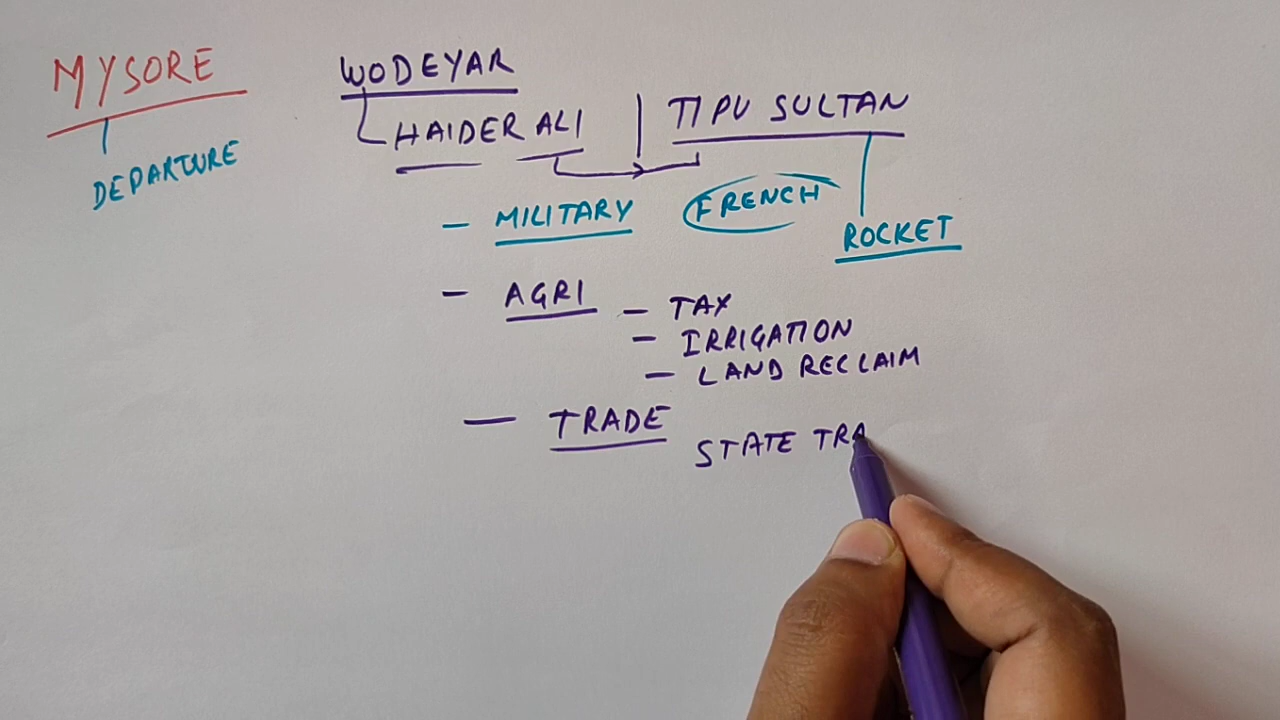 MYSORE
DEPARTURE
WODEYAR
HAIDER ALI | TIPU SULTAN
- MILITARY FRENCH
ROCKET
- AGRI - TAX
- IRRIGATION
- LAND RECLAIM
- TRADE STATE TRA